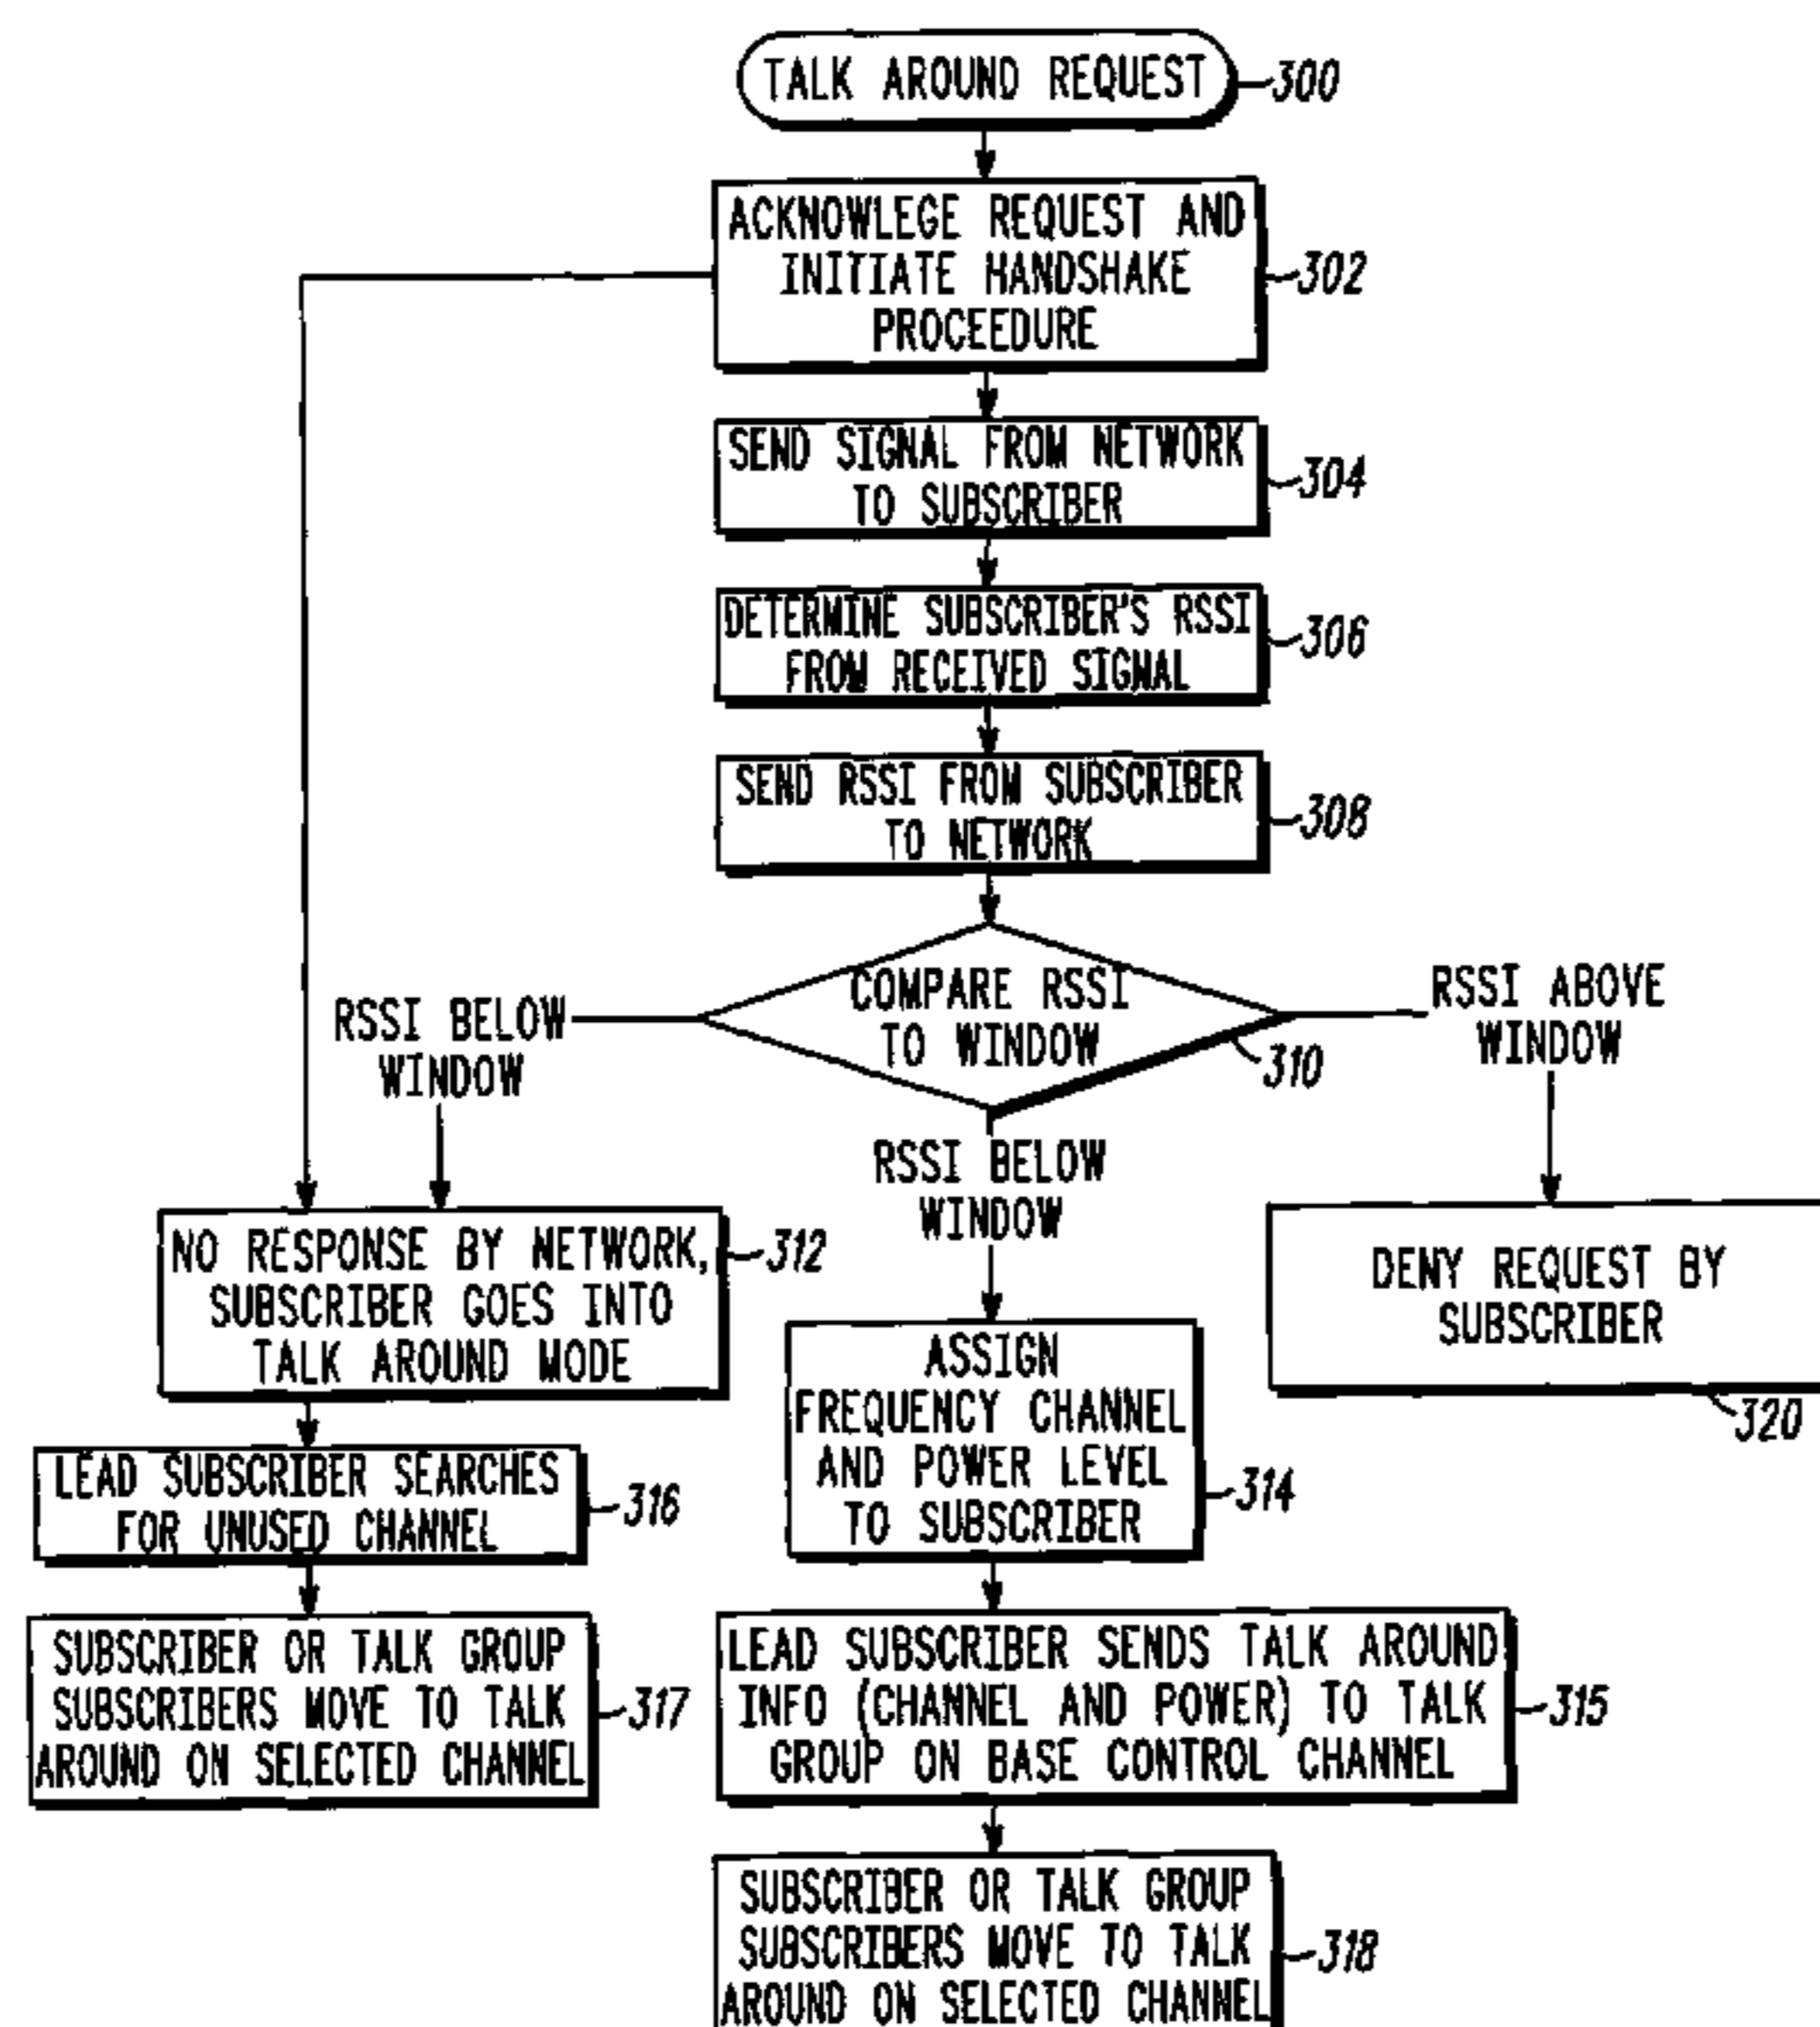 TALK AROUND REQUEST
300
ACKNOWLEGE REQUEST AND
INITIATE HANDSHAKE
PROCEEDURE
302
SEND SIGNAL FROM NETWORK
TO SUBSCRIBER
304
DETERMINE SUBSCRIBER'S RSSI
FROM RECEIVED SIGNAL
306
SEND RSSI FROM SUBSCRIBER
TO NETWORK
308
COMPARE RSSI
TO WINDOW
310
RSSI BELOW
WINDOW
RSSI BELOW
WINDOW
RSSI ABOVE
WINDOW
NO RESPONSE BY NETWORK,
SUBSCRIBER GOES INTO
TALK AROUND MODE
312
DENY REQUEST BY
SUBSCRIBER
320
ASSIGN
FREQUENCY CHANNEL
AND POWER LEVEL
TO SUBSCRIBER
314
LEAD SUBSCRIBER SEARCHES
FOR UNUSED CHANNEL
316
SUBSCRIBER OR TALK GROUP
SUBSCRIBERS MOVE TO TALK
AROUND ON SELECTED CHANNEL
317
LEAD SUBSCRIBER SENDS TALK AROUND
INFO (CHANNEL AND POWER) TO TALK
GROUP ON BASE CONTROL CHANNEL
315
SUBSCRIBER OR TALK GROUP
SUBSCRIBERS MOVE TO TALK
AROUND ON SELECTED CHANNEL
318